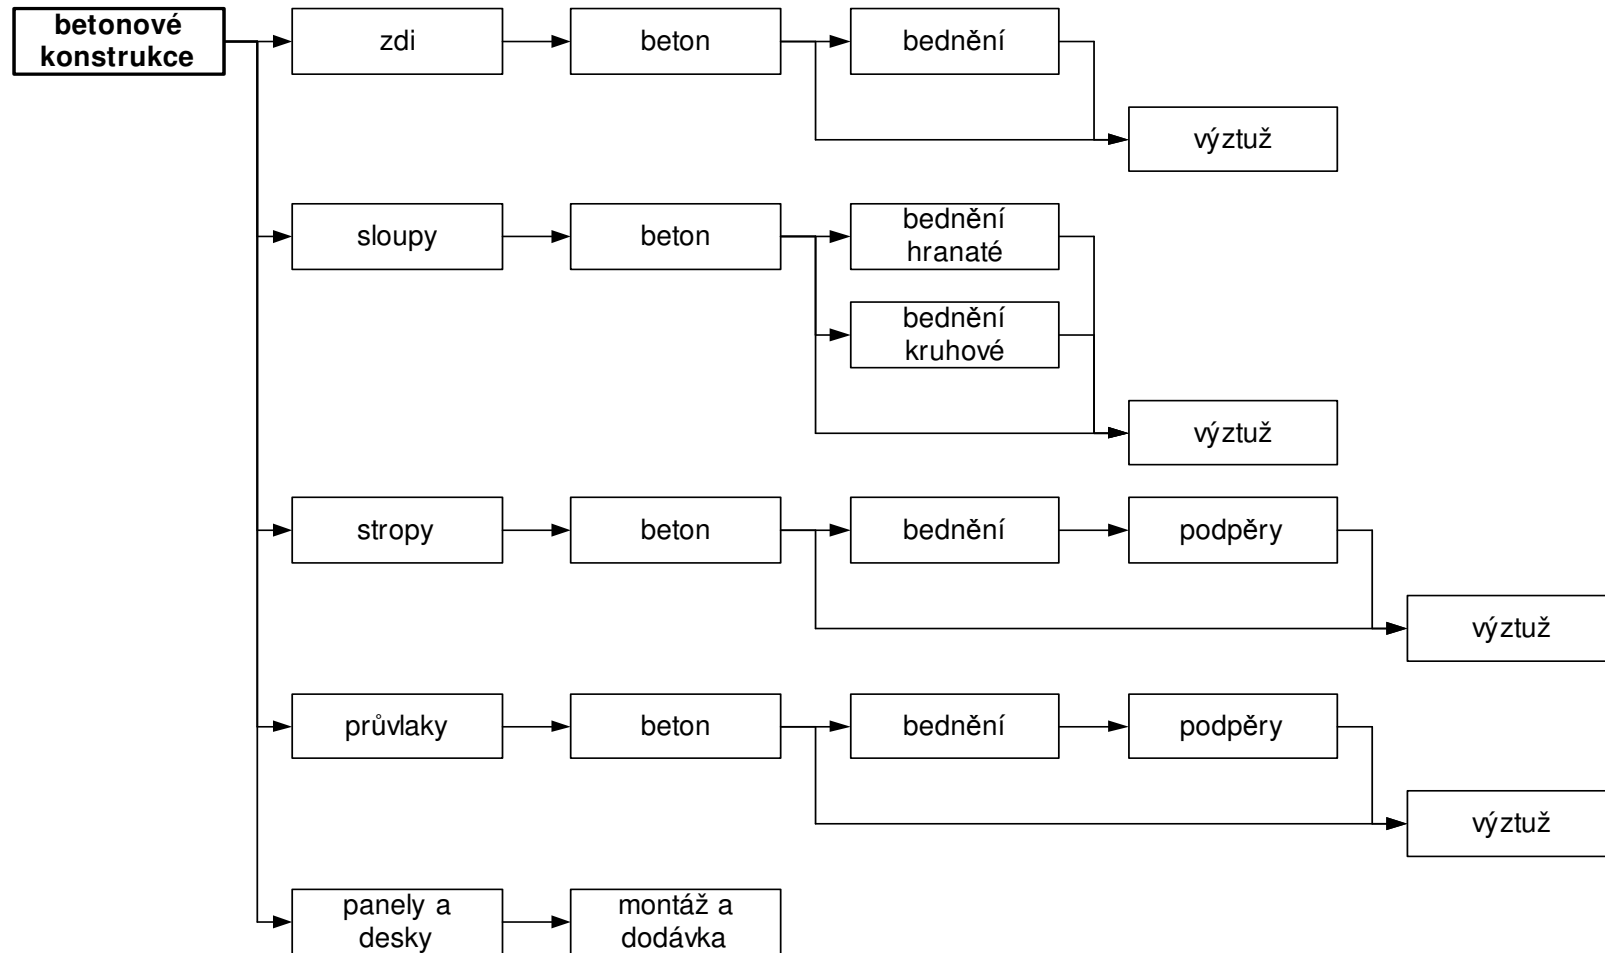 betonové
konstrukce
zdi
beton
bednění
výztuž
sloupy
beton
bednění
hranaté
bednění
kruhové
výztuž
stropy
beton
bednění
podpěry
výztuž
průvlaky
beton
bednění
podpěry
výztuž
panely a
desky
montáž a
dodávka